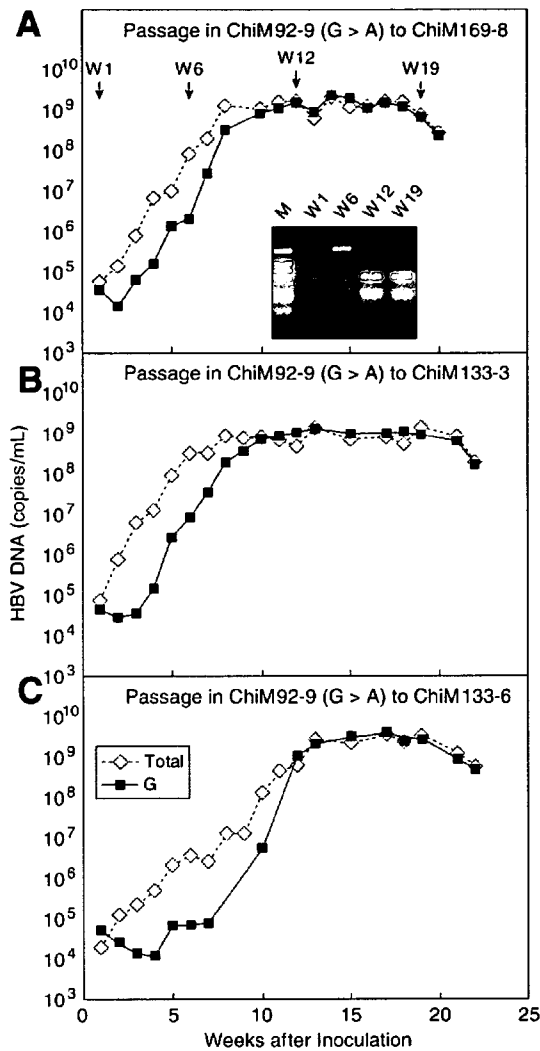 A
Passage in ChiM92-9 (G > A) to ChiM169-8
W1 W6 W12 W19
10^10
10^9
10^8
10^7
10^6
10^5
10^4
10^3
M W1 W6 W12 W19
B
Passage in ChiM92-9 (G > A) to ChiM133-3
10^10
10^9
10^8
10^7
10^6
10^5
10^4
10^3
HBV DNA (copies/mL)
C
Passage in ChiM92-9 (G > A) to ChiM133-6
10^10
10^9
10^8
10^7
10^6
10^5
10^4
10^3
Total
G
0 5 10 15 20 25
Weeks after Inoculation